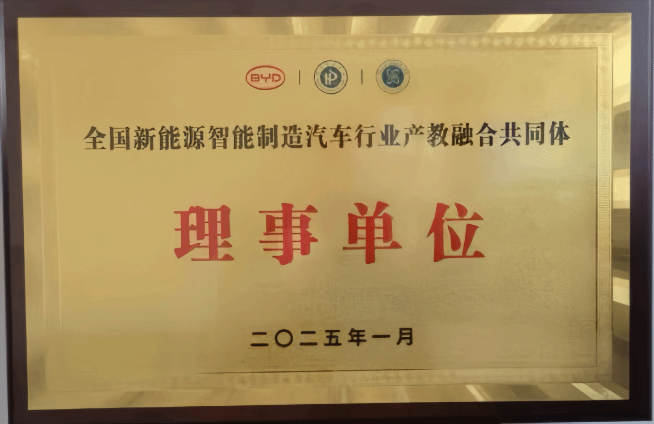 BYD
全国新能源智能制造汽车行业产教融合共同体
理事单位
二〇二五年一月